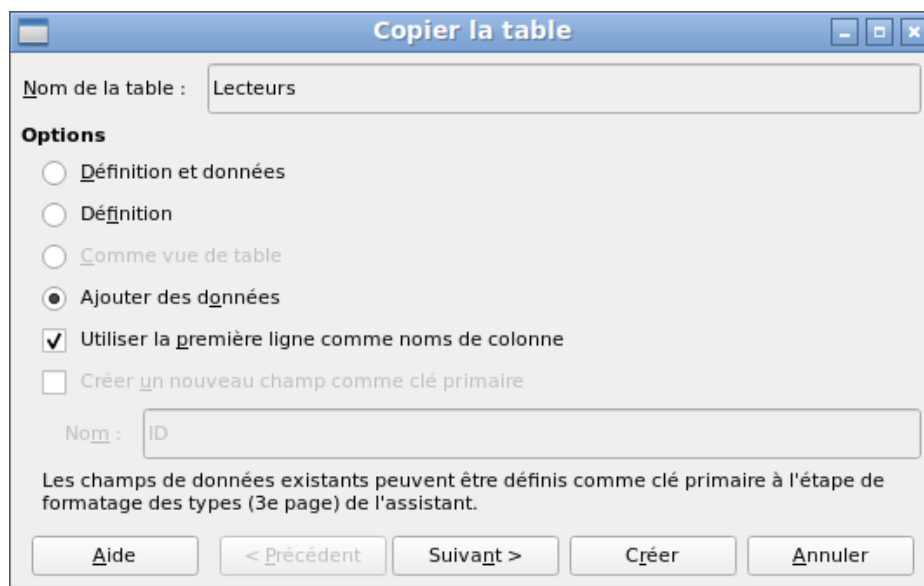 Copier la table
Nom de la table : Lecteurs
Options
Définition et données
Définition
Comme vue de table
Ajouter des données
Utiliser la première ligne comme noms de colonne
Créer un nouveau champ comme clé primaire
Nom : ID
Les champs de données existants peuvent être définis comme clé primaire à l'étape de
formatage des types (3e page) de l'assistant.
Aide < Précédent Suivant > Créer Annuler